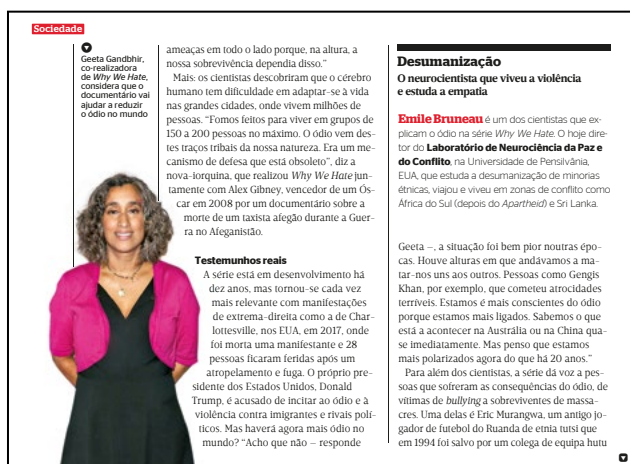 Sociedade
Geeta Gandbhir,
co-realizadora
de Why We Hate,
considera que o
documentário vai
ajudar a reduzir
o ódio no mundo
ameaças em todo o lado porque, na altura, a
nossa sobrevivência dependia disso.”
Mais: os cientistas descobriram que o cérebro
humano tem dificuldade em adaptar-se à vida
nas grandes cidades, onde vivem milhões de
pessoas. “Fomos feitos para viver em grupos de
150 a 200 pessoas no máximo. O ódio vem des-
tes traços tribais da nossa natureza. Era um me-
canismo de defesa que está obsoleto”, diz a
nova-iorquina, que realizou Why We Hate jun-
tamente com Alex Gibney, vencedor de um Ós-
car em 2008 por um documentário sobre a
morte de um taxista afegão durante a Guer-
ra no Afeganistão.
Testemunhos reais
A série está em desenvolvimento há
dez anos, mas tornou-se cada vez
mais relevante com manifestações
de extrema-direita como a de Char-
lottesville, nos EUA, em 2017, onde
foi morta uma manifestante e 28
pessoas ficaram feridas após um
atropelamento e fuga. O próprio pre-
sidente dos Estados Unidos, Donald
Trump, é acusado de incitar ao ódio e à
violência contra imigrantes e rivais polí-
ticos. Mas haverá agora mais ódio no
mundo? “Acho que não – responde
Desumanização
O neurocientista que viveu a violência
e estuda a empatia
Emile Bruneau é um dos cientistas que ex-
plicam o ódio na série Why We Hate. O hoje dire-
tor do Laboratório de Neurociência da Paz e
do Conflito, na Universidade de Pensilvânia,
EUA, que estuda a desumanização de minorias
étnicas, viajou e viveu em zonas de conflito como
África do Sul (depois do Apartheid) e Sri Lanka.
Geeta –, a situação foi bem pior noutras épo-
cas. Houve alturas em que andávamos a ma-
tar-nos uns aos outros. Pessoas como Gengis
Khan, por exemplo, que cometeu atrocidades
terríveis. Estamos é mais conscientes do ódio
porque estamos mais ligados. Sabemos o que
está a acontecer na Austrália ou na China qua-
se imediatamente. Mas penso que estamos
mais polarizados agora do que há 20 anos.”
Para além dos cientistas, a série dá voz a pes-
soas que sofreram as consequências do ódio, de
vítimas de bullying a sobreviventes de massa-
cres. Uma delas é Eric Murangwa, um antigo jo-
gador de futebol do Ruanda de etnia tutsi que
em 1994 foi salvo por um colega de equipa hutu